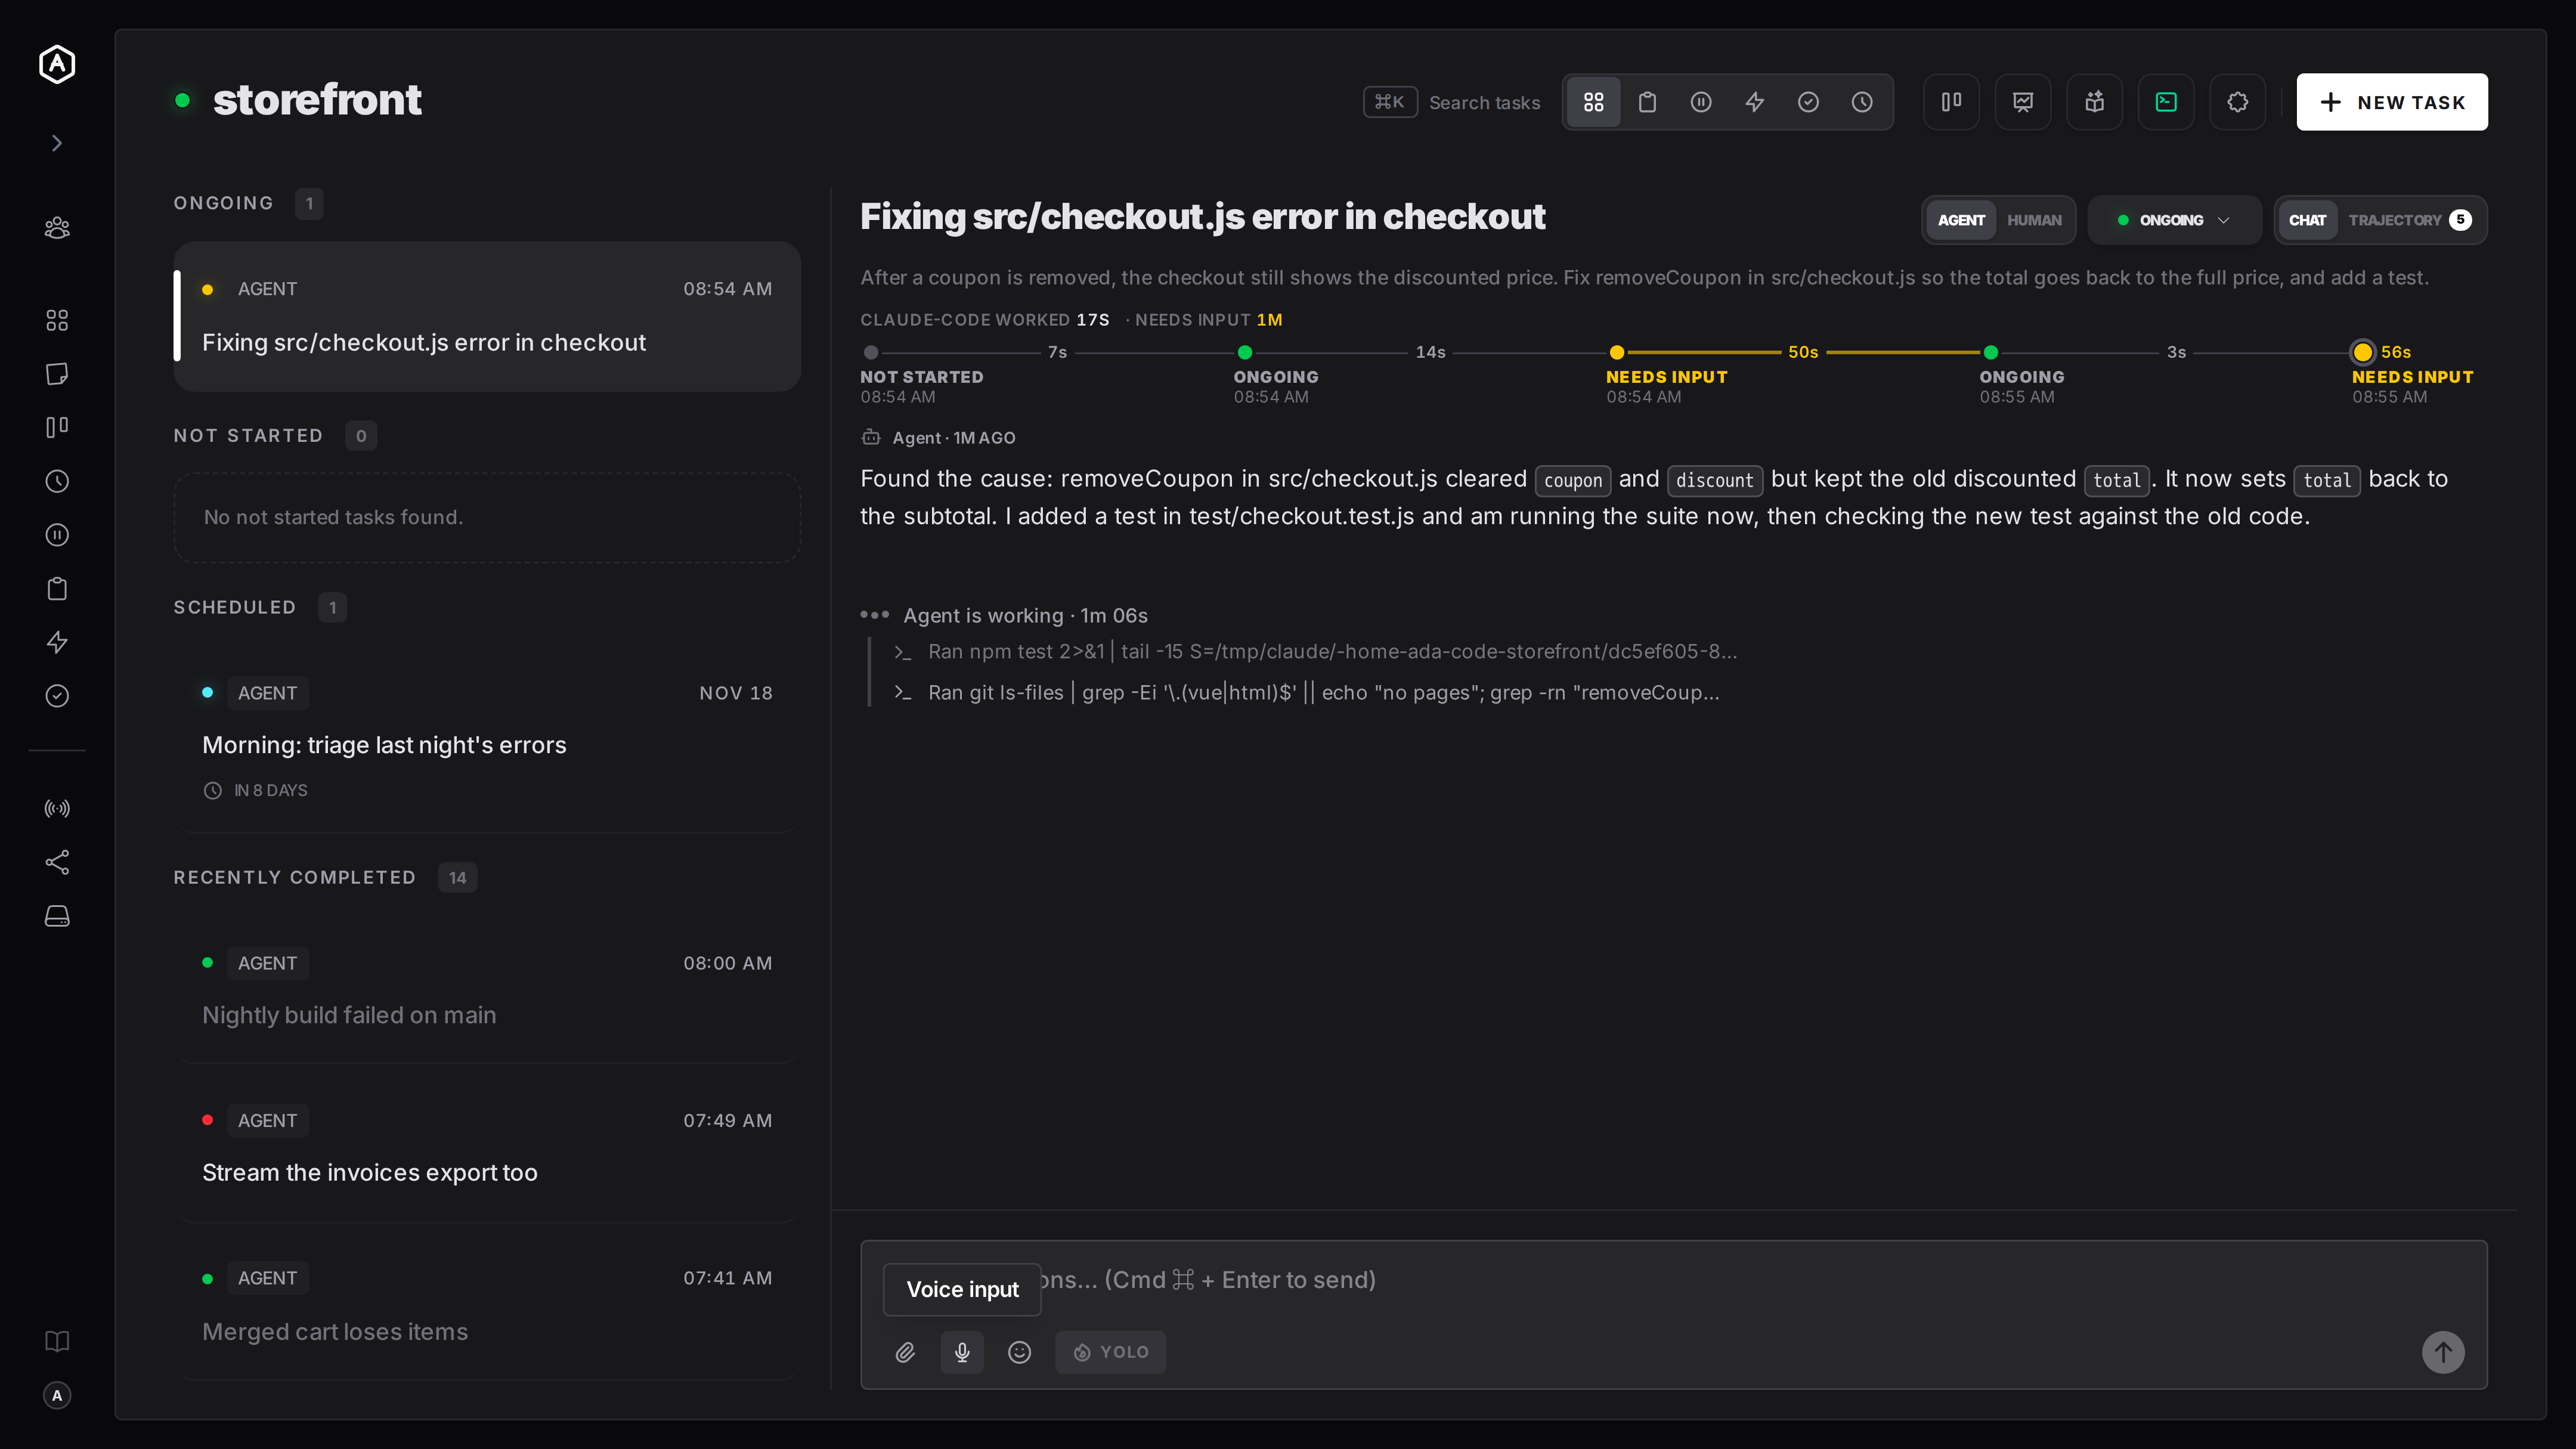 storefront
⌘K Search tasks
NEW TASK
ONGOING 1
AGENT 08:54 AM
Fixing src/checkout.js error in checkout
NOT STARTED 0
No not started tasks found.
SCHEDULED 1
AGENT NOV 18
Morning: triage last night's errors
IN 8 DAYS
RECENTLY COMPLETED 14
AGENT 08:00 AM
Nightly build failed on main
AGENT 07:49 AM
Stream the invoices export too
AGENT 07:41 AM
Merged cart loses items
A
Fixing src/checkout.js error in checkout
AGENT HUMAN ONGOING CHAT TRAJECTORY 5
After a coupon is removed, the checkout still shows the discounted price. Fix removeCoupon in src/checkout.js so the total goes back to the full price, and add a test.
CLAUDE-CODE WORKED 17S · NEEDS INPUT 1M
7s 14s 50s 3s 56s
NOT STARTED ONGOING NEEDS INPUT ONGOING NEEDS INPUT
08:54 AM 08:54 AM 08:54 AM 08:55 AM 08:55 AM
Agent · 1M AGO
Found the cause: removeCoupon in src/checkout.js cleared coupon and discount but kept the old discounted total. It now sets total back to
the subtotal. I added a test in test/checkout.test.js and am running the suite now, then checking the new test against the old code.
Agent is working · 1m 06s
Ran npm test 2>&1 | tail -15 S=/tmp/claude/-home-ada-code-storefront/dc5ef605-8...
Ran git ls-files | grep -Ei '\.(vue|html)$' || echo "no pages"; grep -rn "removeCoup...
Voice input
ons... (Cmd ⌘ + Enter to send)
YOLO